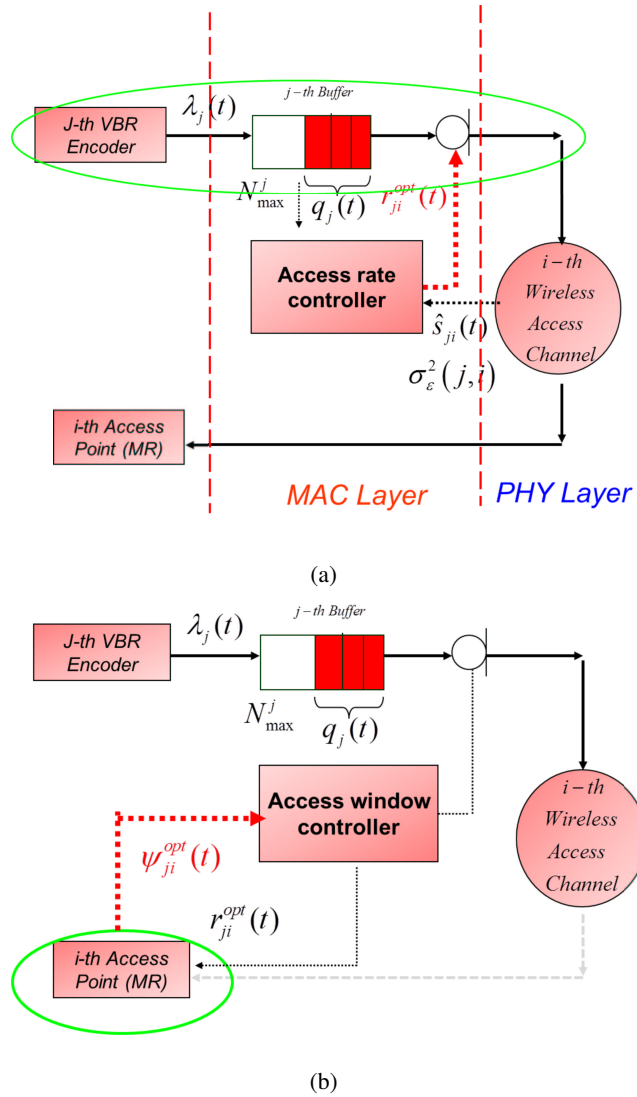 j−th Buffer
λ_j(t)
J-th VBR
Encoder
N^j_max
q_j(t)
r^opt_ji(t)
Access rate
controller
i−th
Wireless
Access
Channel
ŝ_ji(t)
σ²_ε(j,i)
i-th Access
Point (MR)
MAC Layer
PHY Layer
(a)
j−th Buffer
λ_j(t)
J-th VBR
Encoder
N^j_max
q_j(t)
Access window
controller
i−th
Wireless
Access
Channel
ψ^opt_ji(t)
r^opt_ji(t)
i-th Access
Point (MR)
(b)